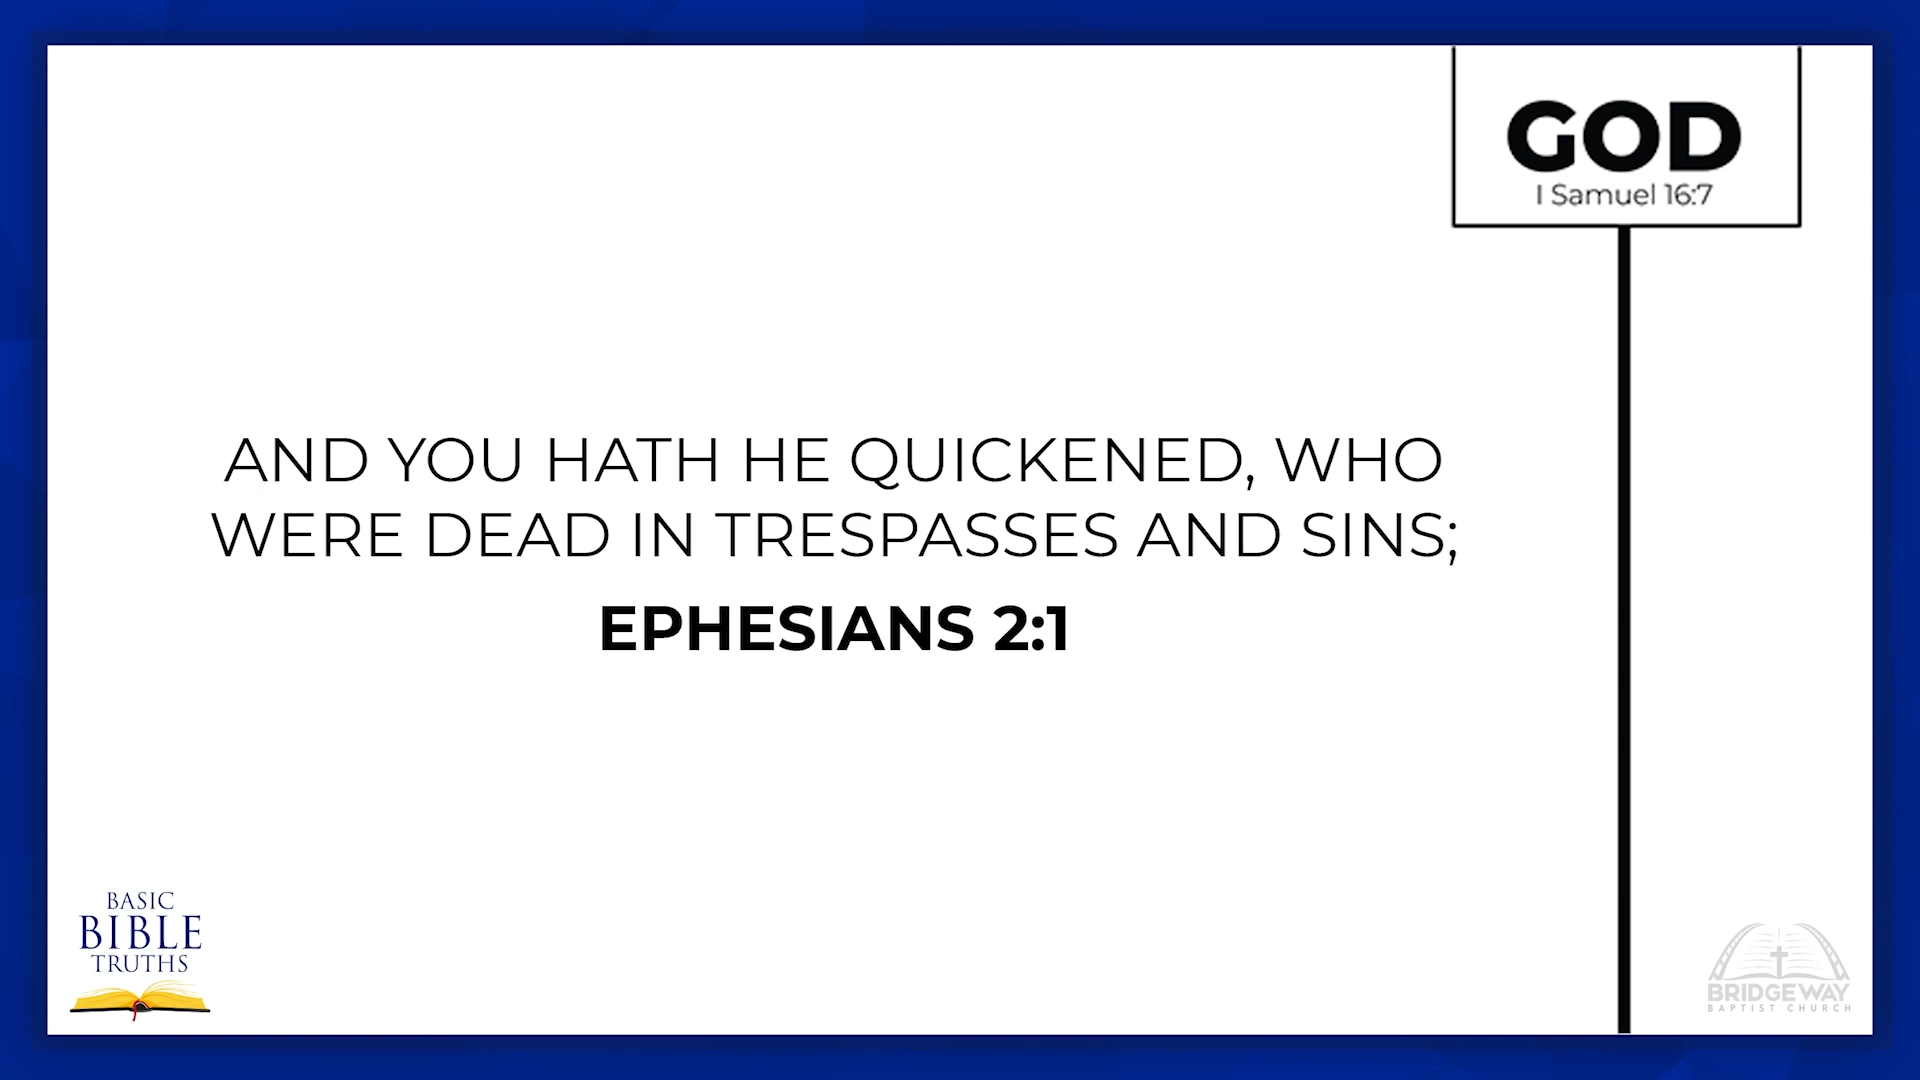 GOD
I Samuel 16:7
AND YOU HATH HE QUICKENED, WHO
WERE DEAD IN TRESPASSES AND SINS;
EPHESIANS 2:1
BASIC
BIBLE
TRUTHS
BRIDGEWAY
BAPTIST CHURCH